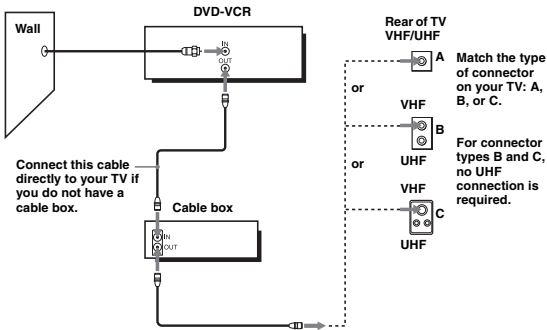 DVD-VCR
Wall
IN
OUT
Connect this cable
directly to your TV if
you do not have a
cable box.
Cable box
IN
OUT
Rear of TV
VHF/UHF
A
or
VHF
B
UHF
or
VHF
C
UHF
Match the type
of connector
on your TV: A,
B, or C.
For connector
types B and C,
no UHF
connection is
required.